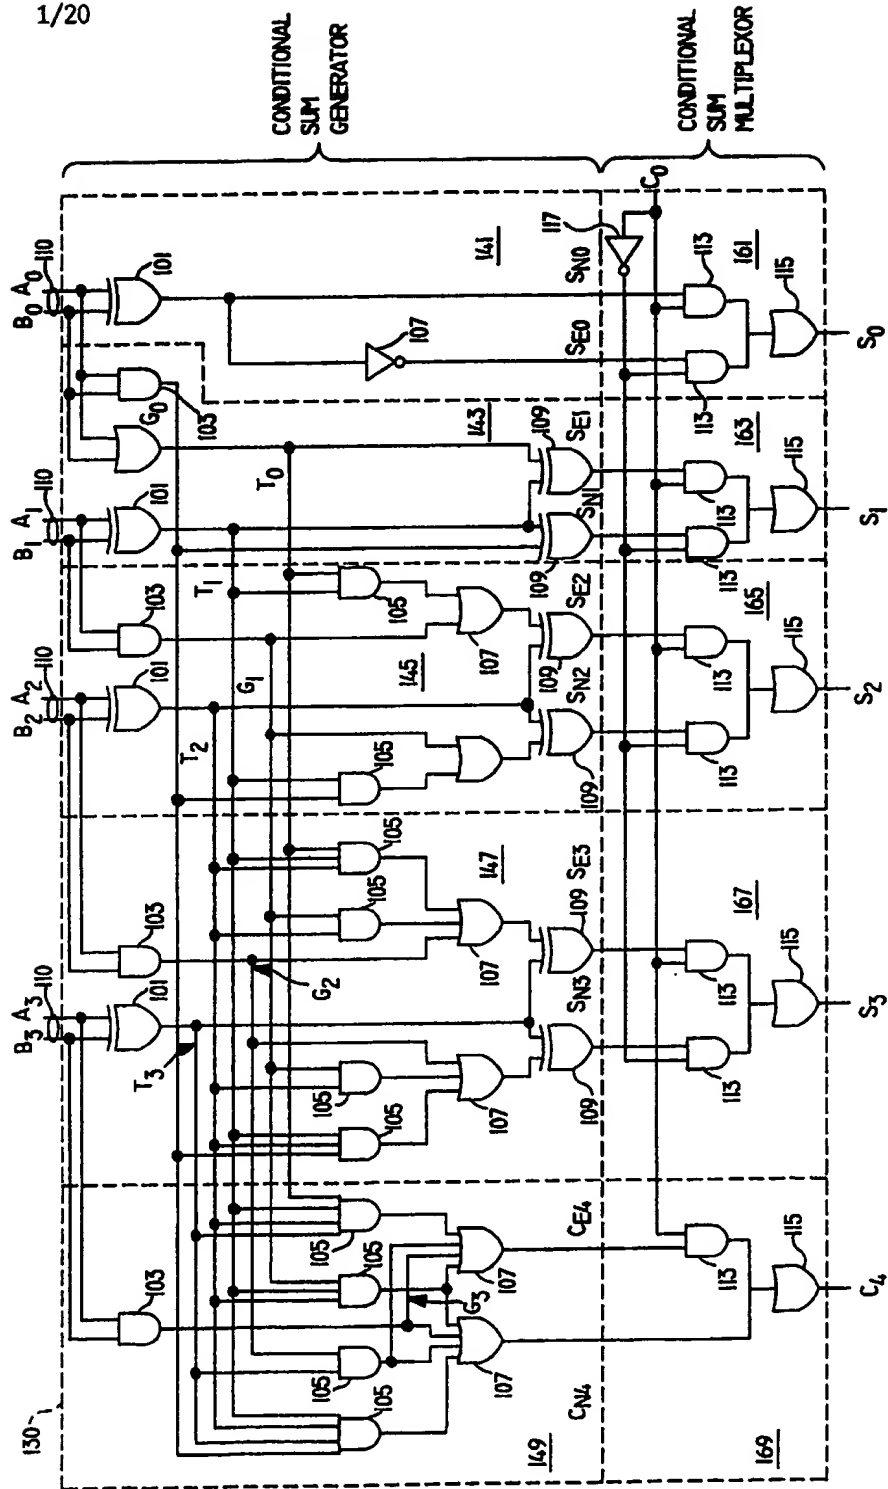 1/20
CONDITIONAL
SUM
GENERATOR
CONDITIONAL
SUM
MULTIPLEXOR
130
B3 A3
110
B2 A2
110
B1 A1
110
B0 A0
110
103
101
103
101
103
101
G0
103
101
T3
G2
T2
G1
T1
T0
107
141
143
145
147
149
105
105
105
105
105
105
105
105
105
105
G3
107
107
107
107
107
109
109
109
109
109
109
CN4
CE4
SN3
SE3
SN2
SE2
SN1
SE1
SE0
SN0
117
C0
113
113
113
113
113
113
113
113
113
169
167
165
163
161
115
115
115
115
115
C4
S3
S2
S1
S0